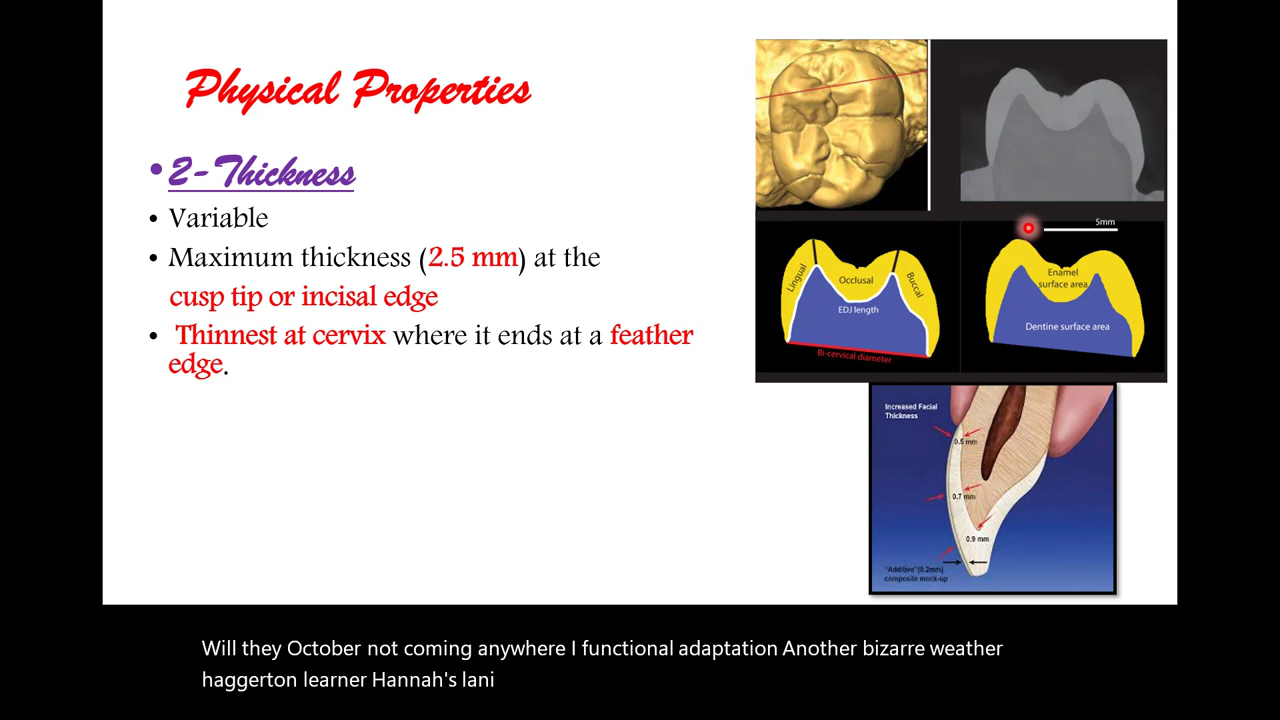 Physical Properties
•2-Thickness
• Variable
• Maximum thickness (2.5 mm) at the
cusp tip or incisal edge
• Thinnest at cervix where it ends at a feather
edge.
5mm
Lingual
Occlusal
Buccal
EDJ length
Bi-cervical diameter
Enamel
surface area
Dentine surface area
Increased Facial
Thickness
0.5 mm
0.7 mm
0.9 mm
"Additive"(0.2mm)
composite mock-up
Will they October not coming anywhere I functional adaptation Another bizarre weather
haggerton learner Hannah's lani